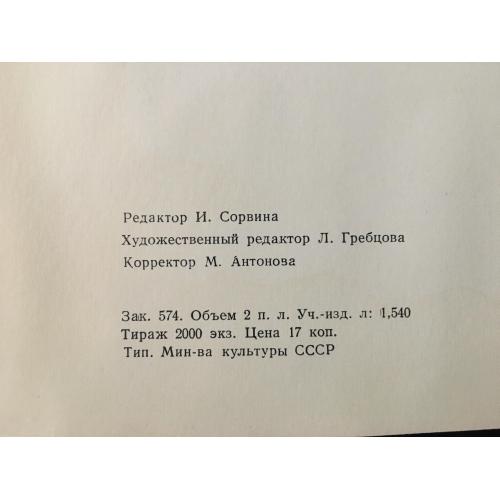 Редактор И. Сорвина
Художественный редактор Л. Гребцова
Корректор М. Антонова
Зак. 574. Объем 2 п. л. Уч.-изд. л: 1,540
Тираж 2000 экз. Цена 17 коп.
Тип. Мин-ва культуры СССР